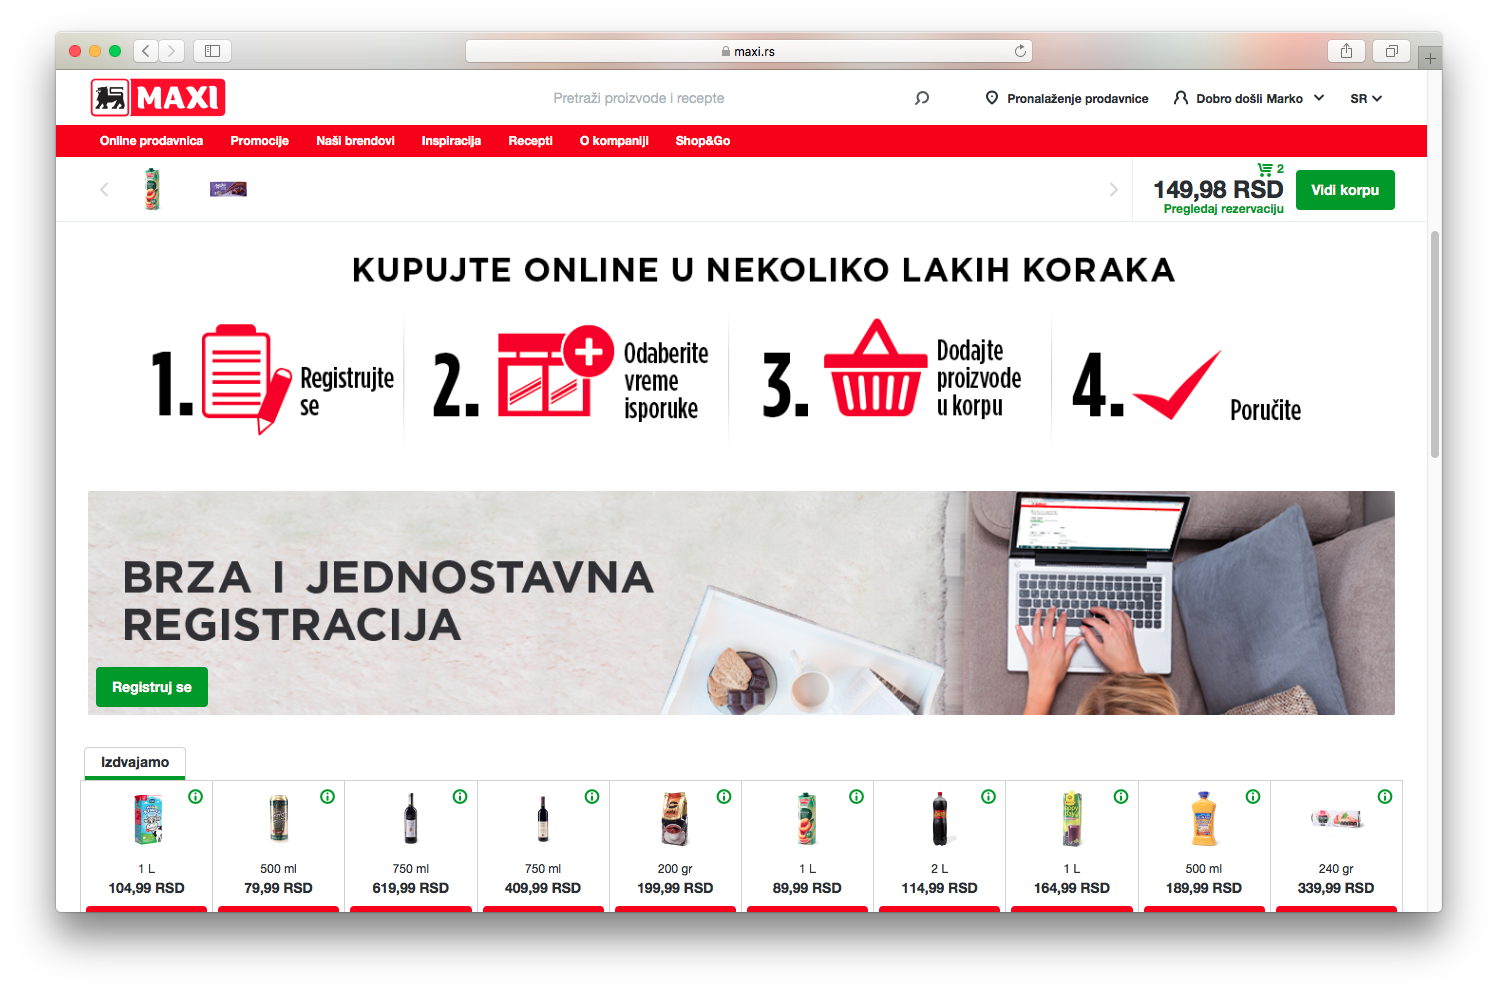 maxi.rs
MAXI
Pretraži proizvode i recepte
Pronalaženje prodavnice
Dobro došli Marko
SR
Online prodavnica
Promocije
Naši brendovi
Inspiracija
Recepti
O kompaniji
Shop&Go
2
149,98 RSD
Pregledaj rezervaciju
Vidi korpu
KUPUJTE ONLINE U NEKOLIKO LAKIH KORAKA
1.
Registrujte
se
2.
Odaberite
vreme
isporuke
3.
Dodajte
proizvode
u korpu
4.
Poručite
BRZA I JEDNOSTAVNA
REGISTRACIJA
Registruj se
Izdvajamo
1 L
104,99 RSD
500 ml
79,99 RSD
750 ml
619,99 RSD
750 ml
409,99 RSD
200 gr
199,99 RSD
1 L
89,99 RSD
2 L
114,99 RSD
1 L
164,99 RSD
500 ml
189,99 RSD
240 gr
339,99 RSD